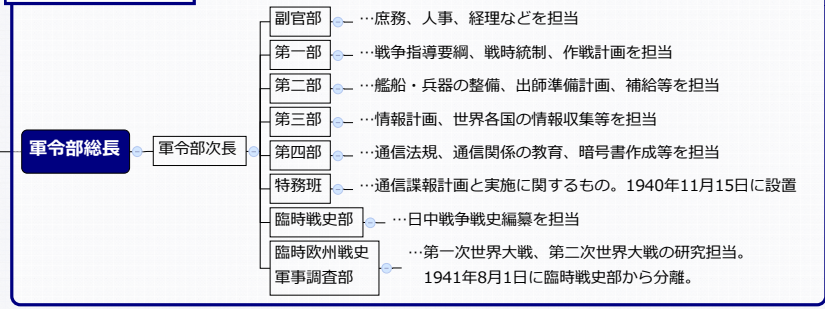 軍令部総長
軍令部次長
副官部 …庶務、人事、経理などを担当
第一部 …戦争指導要綱、戦時統制、作戦計画を担当
第二部 …艦船・兵器の整備、出師準備計画、補給等を担当
第三部 …情報計画、世界各国の情報収集等を担当
第四部 …通信法規、通信関係の教育、暗号書作成等を担当
特務班 …通信諜報計画と実施に関するもの。1940年11月15日に設置
臨時戦史部 …日中戦争戦史編纂を担当
臨時欧州戦史 …第一次世界大戦、第二次世界大戦の研究担当。
軍事調査部 1941年8月1日に臨時戦史部から分離。